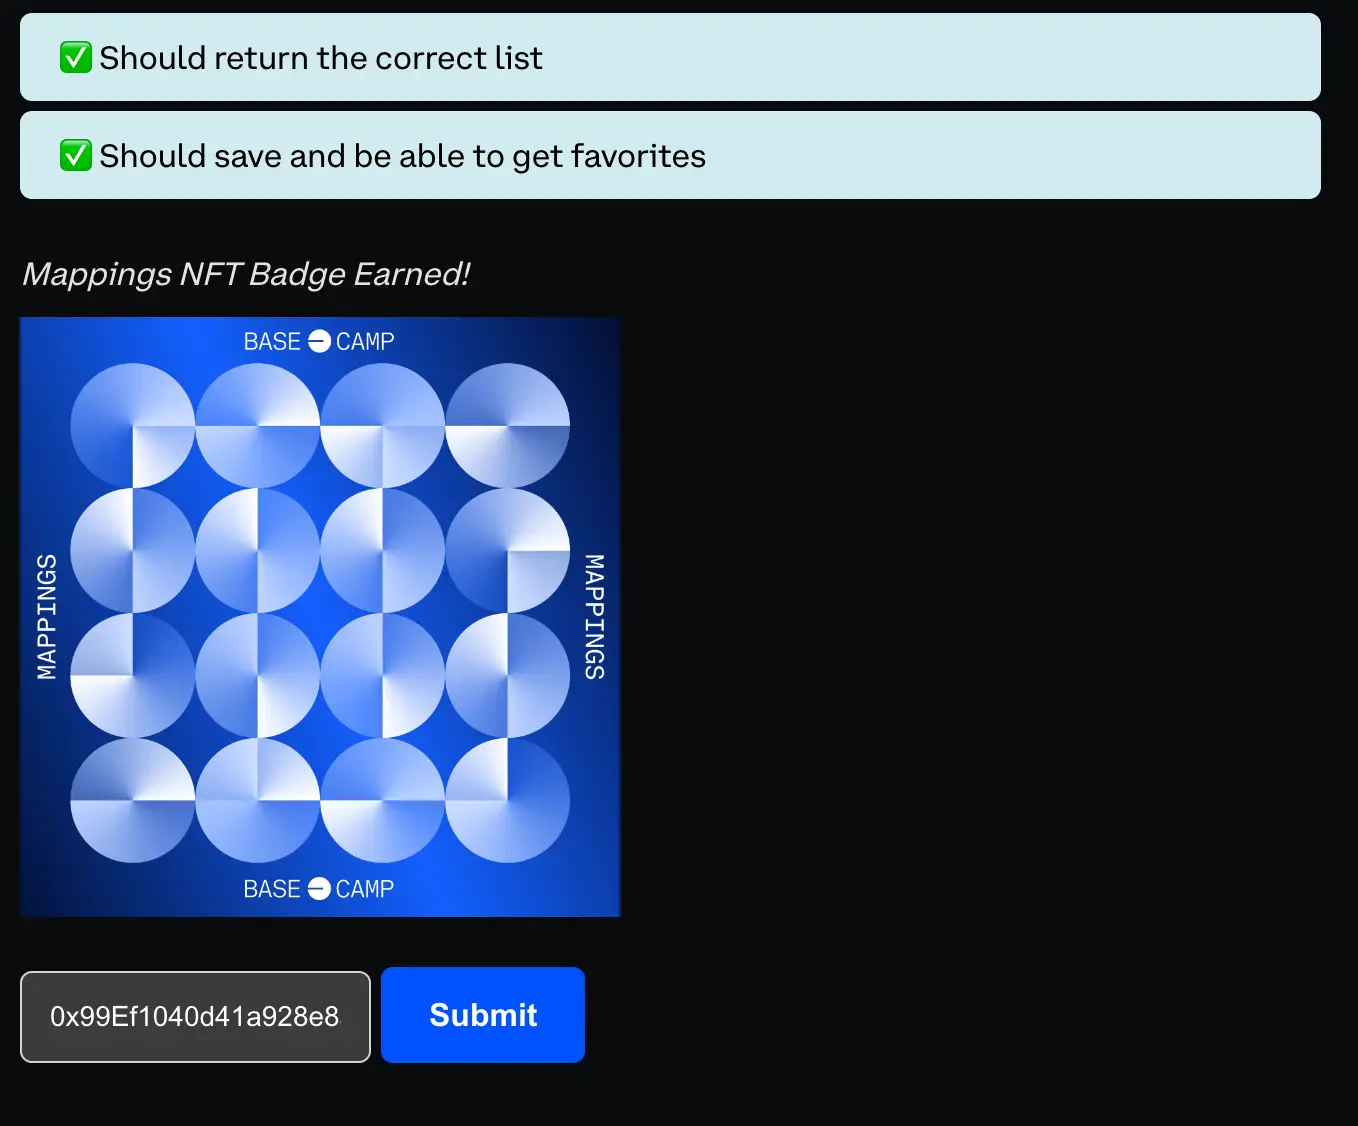 ✅ Should return the correct list
✅ Should save and be able to get favorites
Mappings NFT Badge Earned!
BASE CAMP
MAPPINGS
MAPPINGS
BASE CAMP
0x99Ef1040d41a928e8
Submit